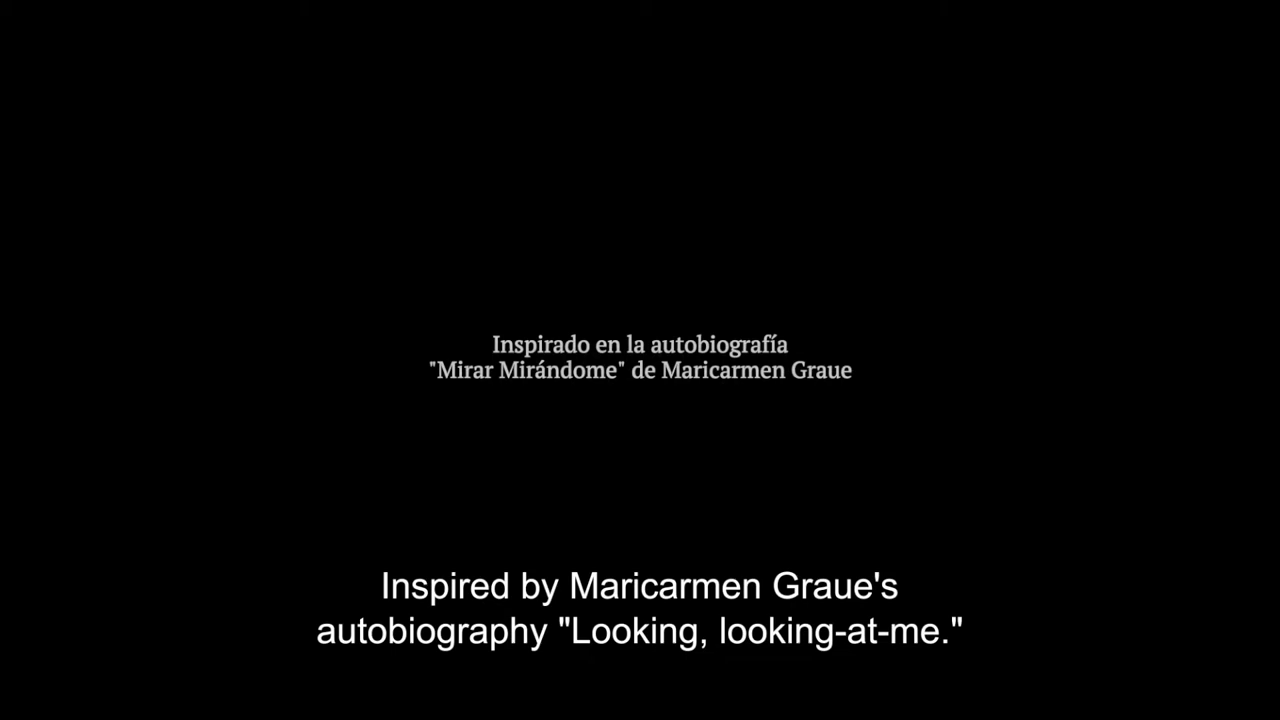 Inspirado en la autobiografía
"Mirar Mirándome" de Maricarmen Graue
Inspired by Maricarmen Graue's
autobiography "Looking, looking-at-me."